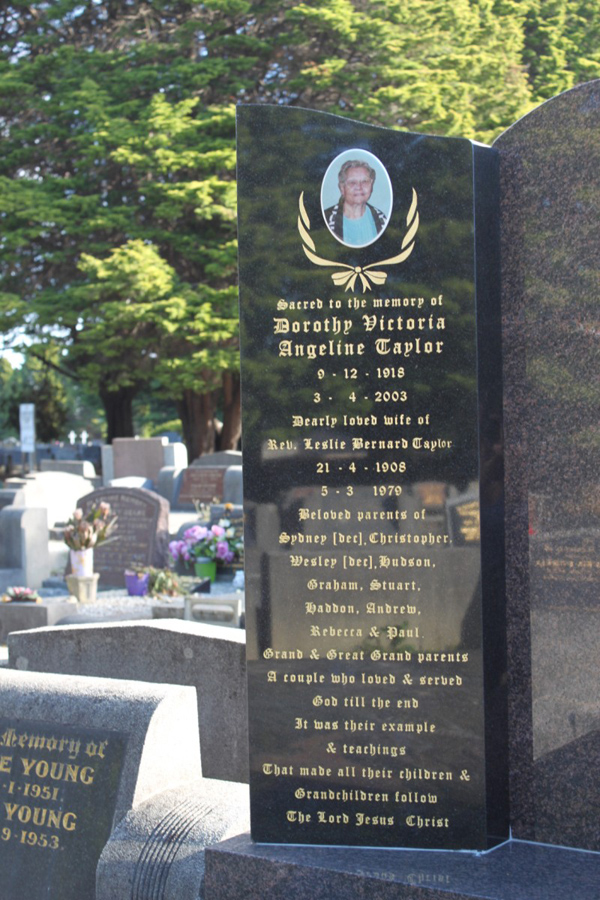 Sacred to the memory of
Dorothy Victoria
Angeline Taylor
9 - 12 - 1918
3 - 4 - 2003
Dearly loved wife of
Rev. Leslie Bernard Taylor
21 - 4 - 1908
5 - 3 1979
Beloved parents of
Sydney [dec], Christopher,
Wesley [dec], Hudson,
Graham, Stuart,
Haddon, Andrew,
Rebecca & Paul.
Grand & Great Grand parents
A couple who loved & served
God till the end
It was their example
& teachings
That made all their children &
Grandchildren follow
The Lord Jesus Christ
Memory of
E YOUNG
1-1951
YOUNG
9-1953.